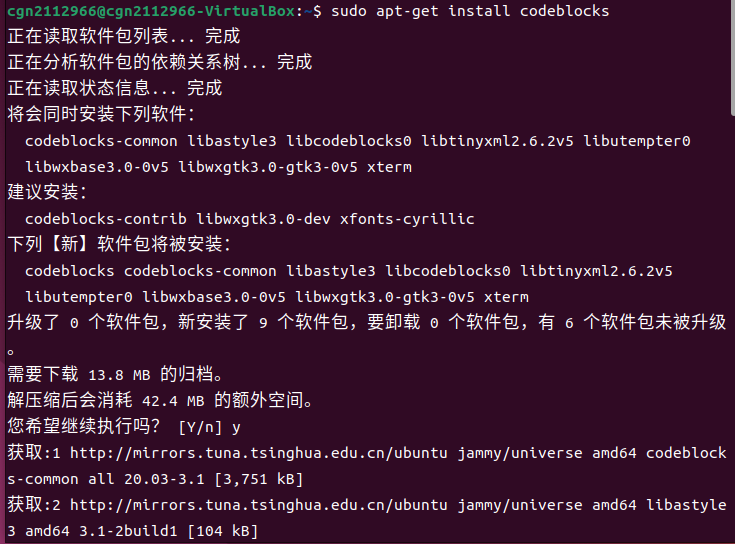 cgn2112966@cgn2112966-VirtualBox:~$ sudo apt-get install codeblocks
正在读取软件包列表... 完成
正在分析软件包的依赖关系树... 完成
正在读取状态信息... 完成
将会同时安装下列软件：
  codeblocks-common libastyle3 libcodeblocks0 libtinyxml2.6.2v5 libutempter0
  libwxbase3.0-0v5 libwxgtk3.0-gtk3-0v5 xterm
建议安装：
  codeblocks-contrib libwxgtk3.0-dev xfonts-cyrillic
下列【新】软件包将被安装：
  codeblocks codeblocks-common libastyle3 libcodeblocks0 libtinyxml2.6.2v5
  libutempter0 libwxbase3.0-0v5 libwxgtk3.0-gtk3-0v5 xterm
升级了 0 个软件包，新安装了 9 个软件包，要卸载 0 个软件包，有 6 个软件包未被升级
。
需要下载 13.8 MB 的归档。
解压缩后会消耗 42.4 MB 的额外空间。
您希望继续执行吗？ [Y/n] y
获取:1 http://mirrors.tuna.tsinghua.edu.cn/ubuntu jammy/universe amd64 codeblock
s-common all 20.03-3.1 [3,751 kB]
获取:2 http://mirrors.tuna.tsinghua.edu.cn/ubuntu jammy/universe amd64 libastyle
3 amd64 3.1-2build1 [104 kB]